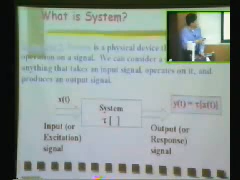 What is System?
is a physical device th
operation on a signal. We can consider a
anything that takes an input signal, operates on it, and
produces an output signal.
x(t)
System
τ [ ]
y(t) = τ[x(t)]
Input (or
Excitation)
signal
Output (or
Response)
signal